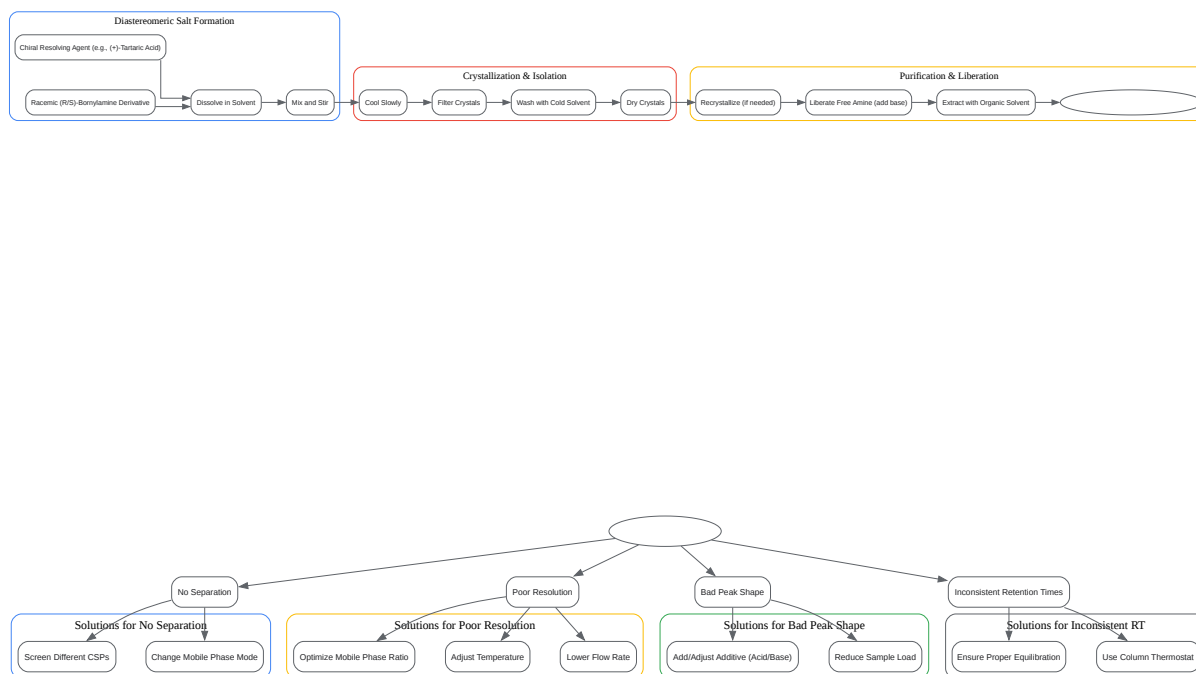 Diastereomeric Salt Formation
Chiral Resolving Agent (e.g., (+)-Tartaric Acid)
Racemic (R/S)-Bornylamine Derivative
Dissolve in Solvent
Mix and Stir
Crystallization & Isolation
Cool Slowly
Filter Crystals
Wash with Cold Solvent
Dry Crystals
Purification & Liberation
Recrystallize (if needed)
Liberate Free Amine (add base)
Extract with Organic Solvent
No Separation
Poor Resolution
Bad Peak Shape
Inconsistent Retention Times
Solutions for No Separation
Screen Different CSPs
Change Mobile Phase Mode
Solutions for Poor Resolution
Optimize Mobile Phase Ratio
Adjust Temperature
Lower Flow Rate
Solutions for Bad Peak Shape
Add/Adjust Additive (Acid/Base)
Reduce Sample Load
Solutions for Inconsistent RT
Ensure Proper Equilibration
Use Column Thermostat